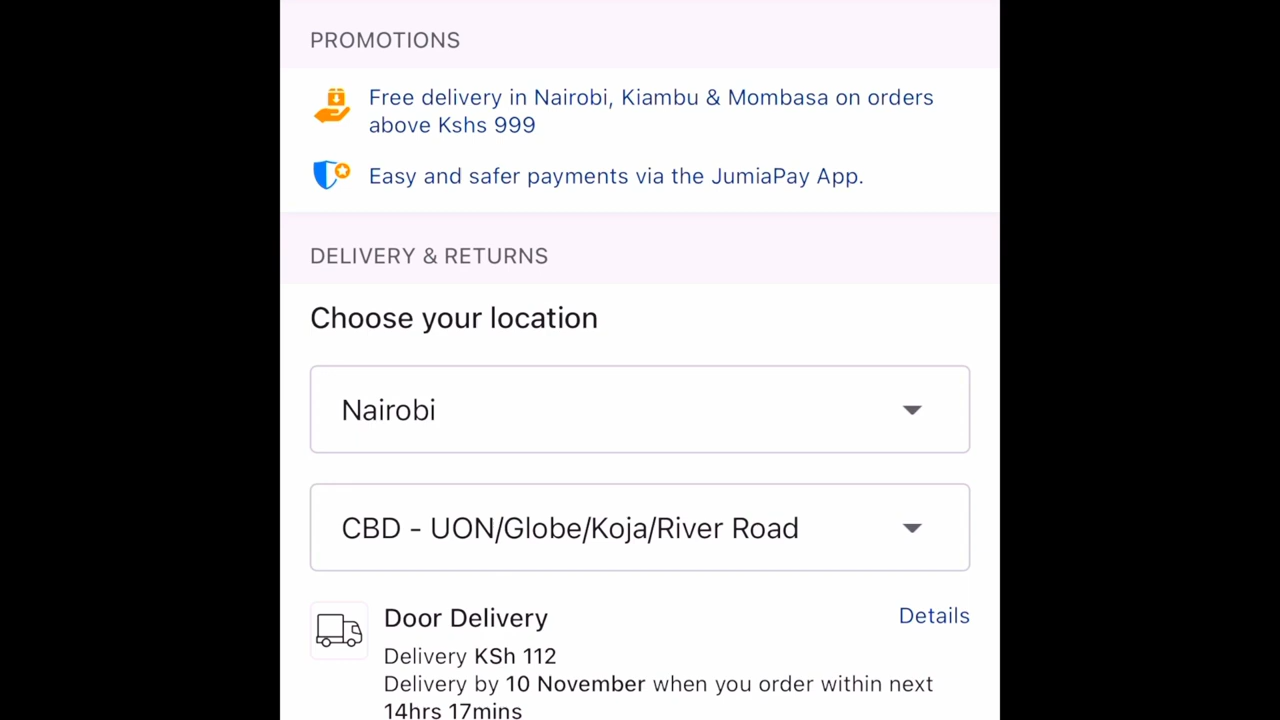 PROMOTIONS
Free delivery in Nairobi, Kiambu & Mombasa on orders
above Kshs 999
Easy and safer payments via the JumiaPay App.
DELIVERY & RETURNS
Choose your location
Nairobi
CBD - UON/Globe/Koja/River Road
Door Delivery
Details
Delivery KSh 112
Delivery by 10 November when you order within next
14hrs 17mins